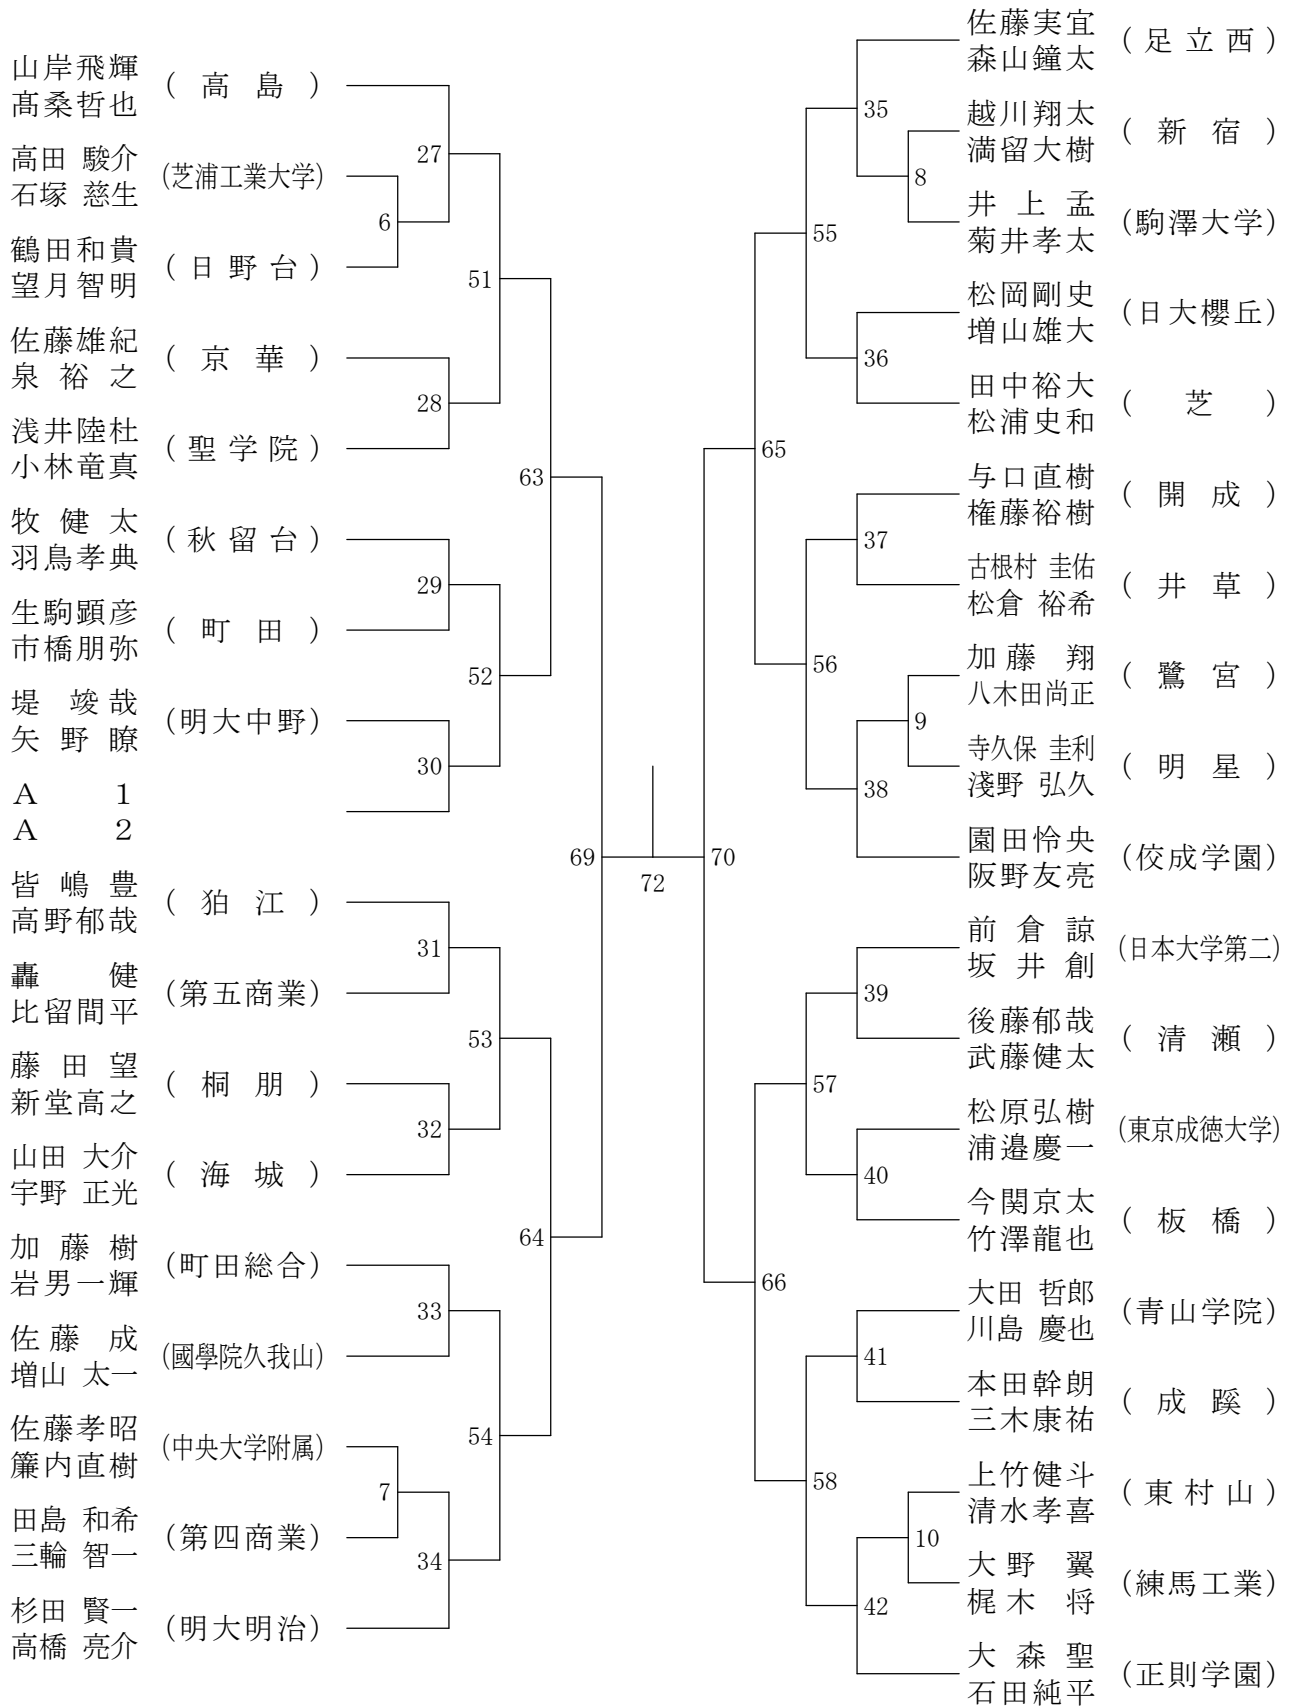 山岸飛輝
髙桑哲也
(高島)
高田 駿介
石塚 慈生
(芝浦工業大学)
鶴田和貴
望月智明
(日野台)
佐藤雄紀
泉裕之
(京華)
浅井陸杜
小林竜真
(聖学院)
牧健太
羽鳥孝典
(秋留台)
生駒顕彦
市橋朋弥
(町田)
堤竣哉
矢野瞭
(明大中野)
A 1
A 2
皆嶋豊
高野郁哉
(狛江)
轟健
比留間平
(第五商業)
藤田望
新堂高之
(桐朋)
山田 大介
宇野 正光
(海城)
加藤樹
岩男一輝
(町田総合)
佐藤 成
増山 太一
(國學院久我山)
佐藤孝昭
簾内直樹
(中央大学附属)
田島 和希
三輪 智一
(第四商業)
杉田 賢一
高橋 亮介
(明大明治)
27
6
51
28
63
29
52
30
69
31
53
32
64
33
54
7
34
72
70
35
8
55
36
65
37
56
9
38
39
57
40
66
41
58
10
42
佐藤実宜
森山鐘太
(足立西)
越川翔太
満留大樹
(新宿)
井上孟
菊井孝太
(駒澤大学)
松岡剛史
増山雄大
(日大櫻丘)
田中裕大
松浦史和
(芝)
与口直樹
権藤裕樹
(開成)
古根村 圭佑
松倉 裕希
(井草)
加藤翔
八木田尚正
(鷺宮)
寺久保 圭利
淺野 弘久
(明星)
園田怜央
阪野友亮
(佼成学園)
前倉諒
坂井創
(日本大学第二)
後藤郁哉
武藤健太
(清瀬)
松原弘樹
浦邉慶一
(東京成徳大学)
今関京太
竹澤龍也
(板橋)
大田 哲郎
川島 慶也
(青山学院)
本田幹朗
三木康祐
(成蹊)
上竹健斗
清水孝喜
(東村山)
大野翼
梶木将
(練馬工業)
大森聖
石田純平
(正則学園)